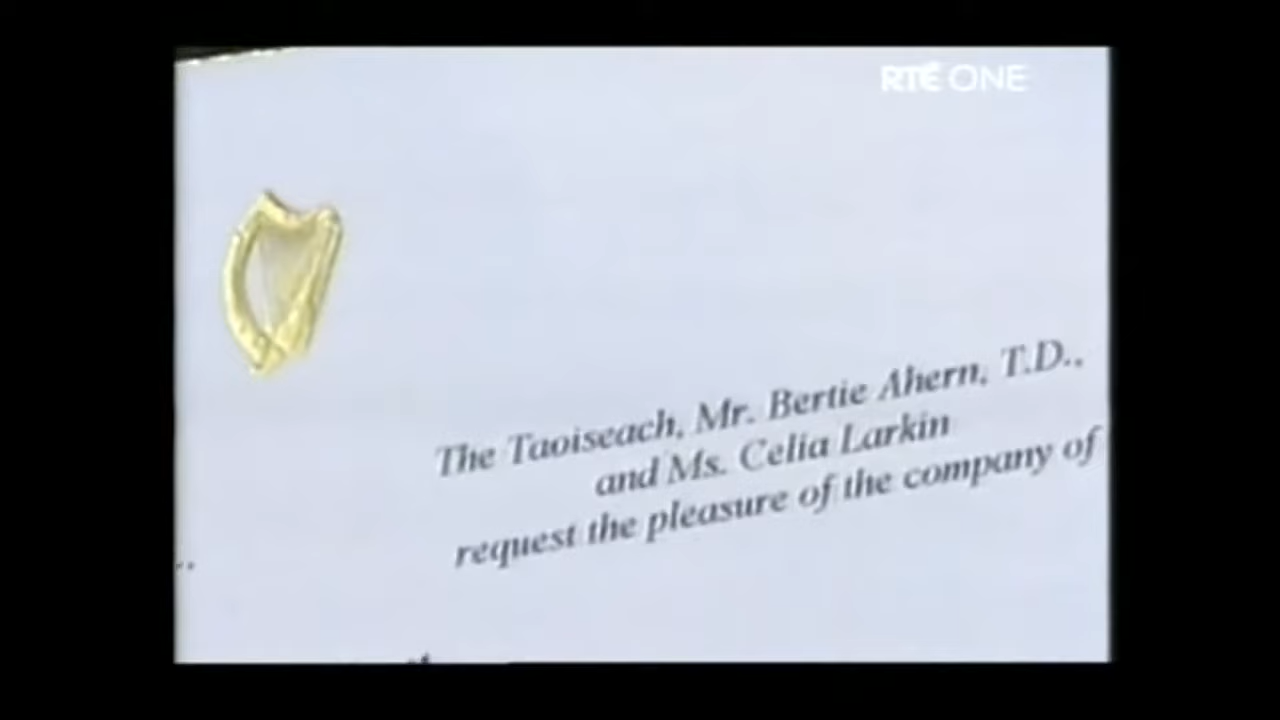 RTÉ ONE
The Taoiseach, Mr. Bertie Ahern, T.D.,
and Ms. Celia Larkin
request the pleasure of the company of